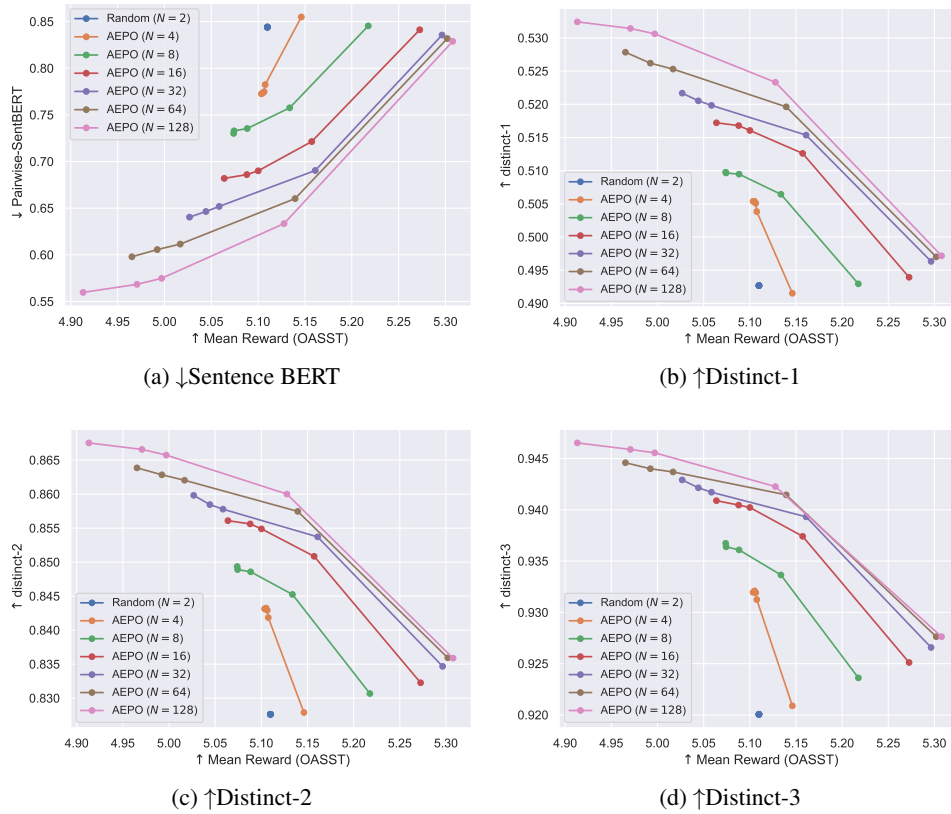 0.85
0.80
0.75
0.70
0.65
0.60
0.55
↓ Pairwise-SentBERT
Random (N = 2)
AEPO (N = 4)
AEPO (N = 8)
AEPO (N = 16)
AEPO (N = 32)
AEPO (N = 64)
AEPO (N = 128)
4.90 4.95 5.00 5.05 5.10 5.15 5.20 5.25 5.30
↑ Mean Reward (OASST)
(a) ↓Sentence BERT
0.530
0.525
0.520
0.515
0.510
0.505
0.500
0.495
0.490
↑ distinct-1
Random (N = 2)
AEPO (N = 4)
AEPO (N = 8)
AEPO (N = 16)
AEPO (N = 32)
AEPO (N = 64)
AEPO (N = 128)
4.90 4.95 5.00 5.05 5.10 5.15 5.20 5.25 5.30
↑ Mean Reward (OASST)
(b) ↑Distinct-1
0.865
0.860
0.855
0.850
0.845
0.840
0.835
0.830
↑ distinct-2
Random (N = 2)
AEPO (N = 4)
AEPO (N = 8)
AEPO (N = 16)
AEPO (N = 32)
AEPO (N = 64)
AEPO (N = 128)
4.90 4.95 5.00 5.05 5.10 5.15 5.20 5.25 5.30
↑ Mean Reward (OASST)
(c) ↑Distinct-2
0.945
0.940
0.935
0.930
0.925
0.920
↑ distinct-3
Random (N = 2)
AEPO (N = 4)
AEPO (N = 8)
AEPO (N = 16)
AEPO (N = 32)
AEPO (N = 64)
AEPO (N = 128)
4.90 4.95 5.00 5.05 5.10 5.15 5.20 5.25 5.30
↑ Mean Reward (OASST)
(d) ↑Distinct-3